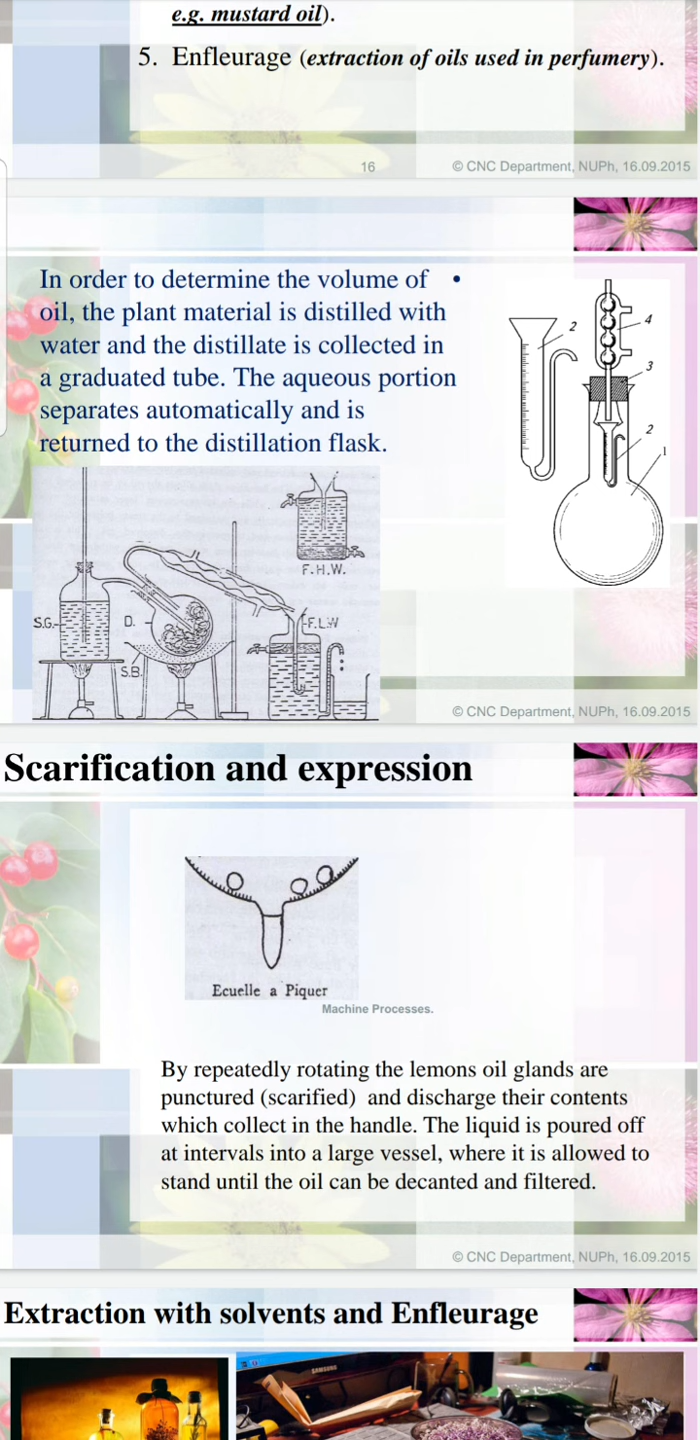 e.g. mustard oil).
5. Enfleurage (extraction of oils used in perfumery).
16
© CNC Department, NUPh, 16.09.2015
In order to determine the volume of •
oil, the plant material is distilled with
water and the distillate is collected in
a graduated tube. The aqueous portion
separates automatically and is
returned to the distillation flask.
2
4
3
2
1
F.H.W.
S.G.
D.
F.L.W
S.B.
© CNC Department, NUPh, 16.09.2015
Scarification and expression
Ecuelle a Piquer
Machine Processes.
By repeatedly rotating the lemons oil glands are
punctured (scarified) and discharge their contents
which collect in the handle. The liquid is poured off
at intervals into a large vessel, where it is allowed to
stand until the oil can be decanted and filtered.
© CNC Department, NUPh, 16.09.2015
Extraction with solvents and Enfleurage
SAMSUNG